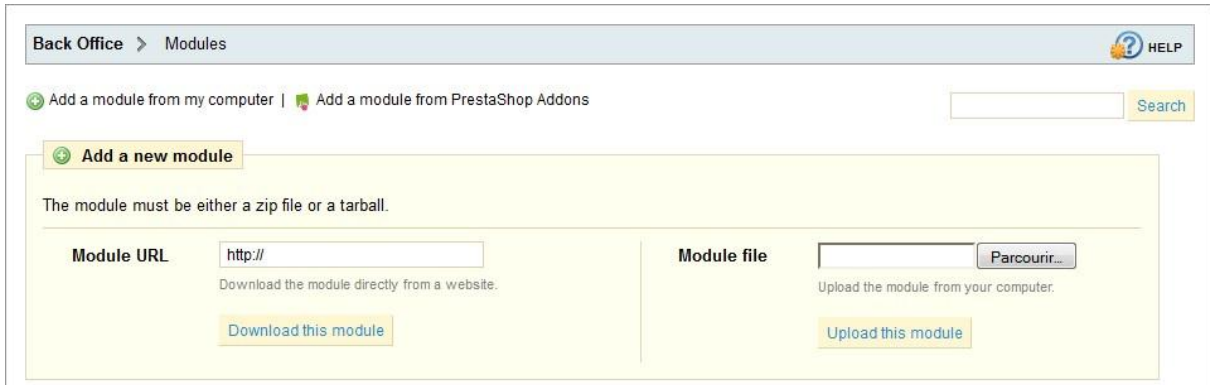 Back Office > Modules HELP
Add a module from my computer | Add a module from PrestaShop Addons
Search
Add a new module
The module must be either a zip file or a tarball.
Module URL http:// Module file Parcourir...
Download the module directly from a website. Upload the module from your computer.
Download this module Upload this module